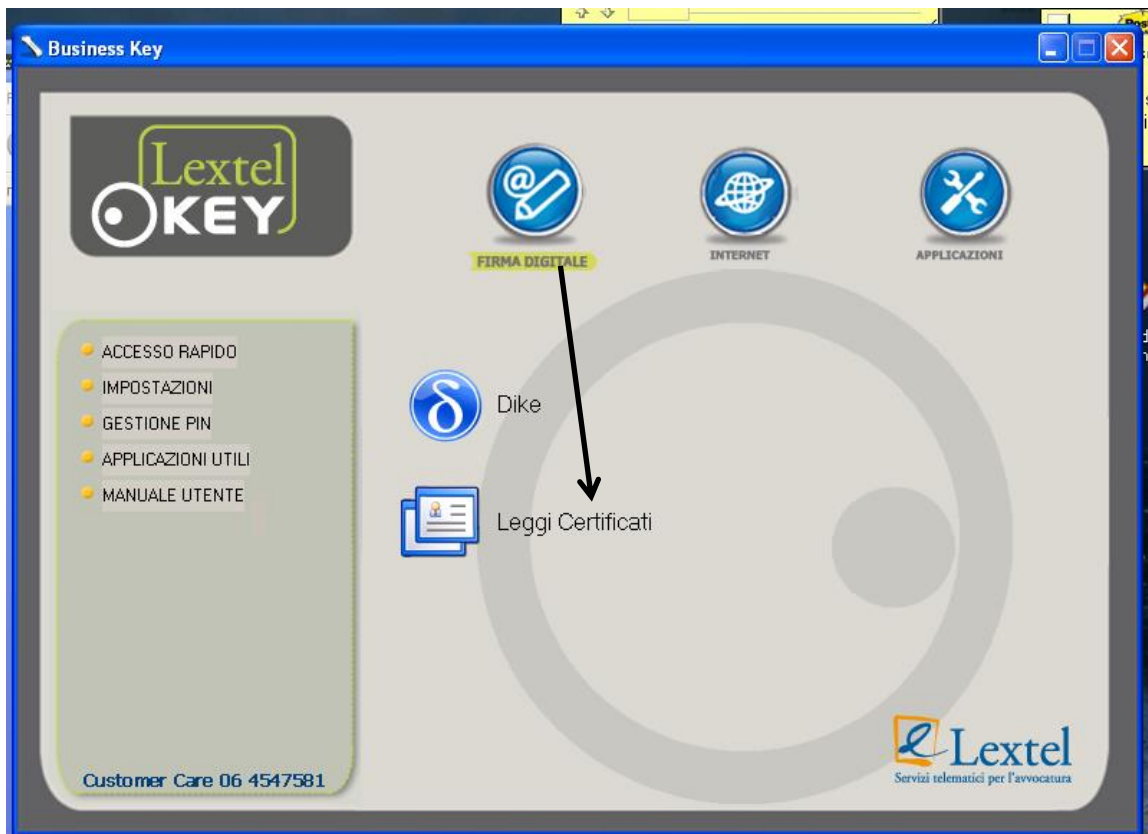 Business Key
Lextel
KEY
FIRMA DIGITALE
INTERNET
APPLICAZIONI
ACCESSO RAPIDO
IMPOSTAZIONI
GESTIONE PIN
APPLICAZIONI UTILI
MANUALE UTENTE
Dike
Leggi Certificati
Customer Care 06 4547581
Lextel
Servizi telematici per l'avvocatura